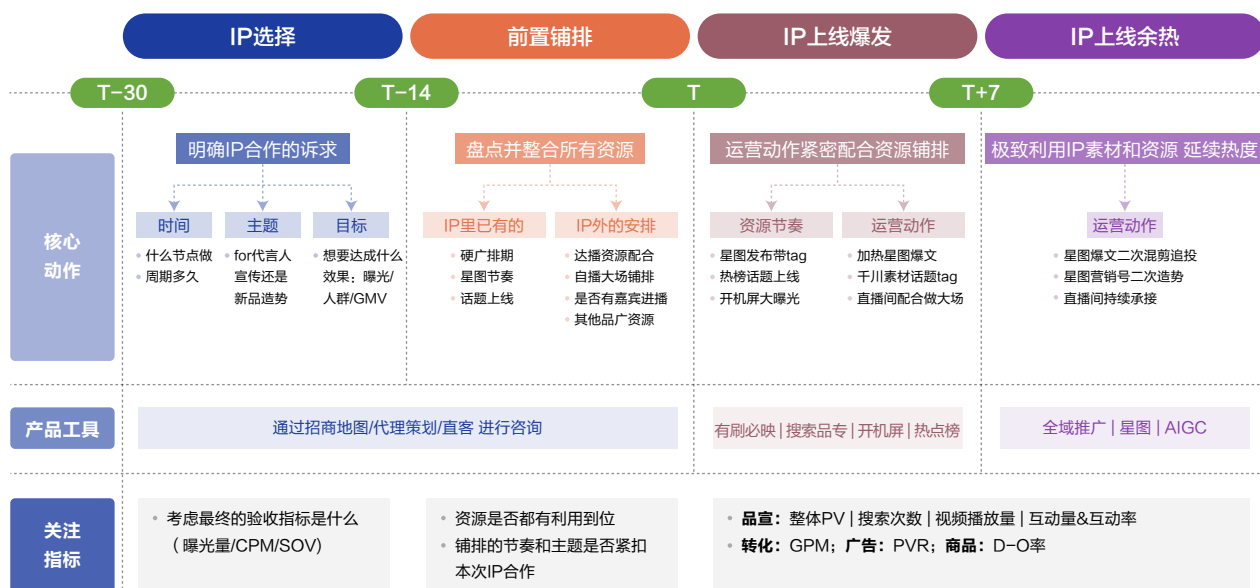 IP选择
前置铺排
IP上线爆发
IP上线余热
T-30
T-14
T
T+7
核心
动作
明确IP合作的诉求
时间
• 什么节点做
• 周期多久
主题
• for代言人
宣传还是
新品造势
目标
• 想要达成什么
效果：曝光/
人群/GMV
盘点并整合所有资源
IP里已有的
• 硬广排期
• 星图节奏
• 话题上线
IP外的安排
• 达播资源配合
• 自播大场铺排
• 是否有嘉宾进播
• 其他品广资源
运营动作紧密配合资源铺排
资源节奏
• 星图发布带tag
• 热榜话题上线
• 开机屏大曝光
运营动作
• 加热星图爆文
• 千川素材话题tag
• 直播间配合做大场
极致利用IP素材和资源 延续热度
运营动作
• 星图爆文二次混剪追投
• 星图营销号二次造势
• 直播间持续承接
产品工具
通过招商地图/代理策划/直客 进行咨询
有刷必映 | 搜索品专 | 开机屏 | 热点榜
全域推广 | 星图 | AIGC
关注
指标
• 考虑最终的验收指标是什么
（曝光量/CPM/SOV)
• 资源是否都有利用到位
• 铺排的节奏和主题是否紧扣
本次IP合作
• 品宣：整体PV | 搜索次数 | 视频播放量 | 互动量&互动率
• 转化：GPM；广告：PVR；商品：D-O率